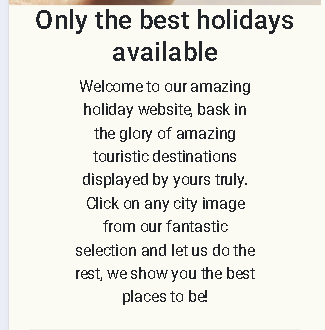 Only the best holidays
available
Welcome to our amazing
holiday website, bask in
the glory of amazing
touristic destinations
displayed by yours truly.
Click on any city image
from our fantastic
selection and let us do the
rest, we show you the best
places to be!